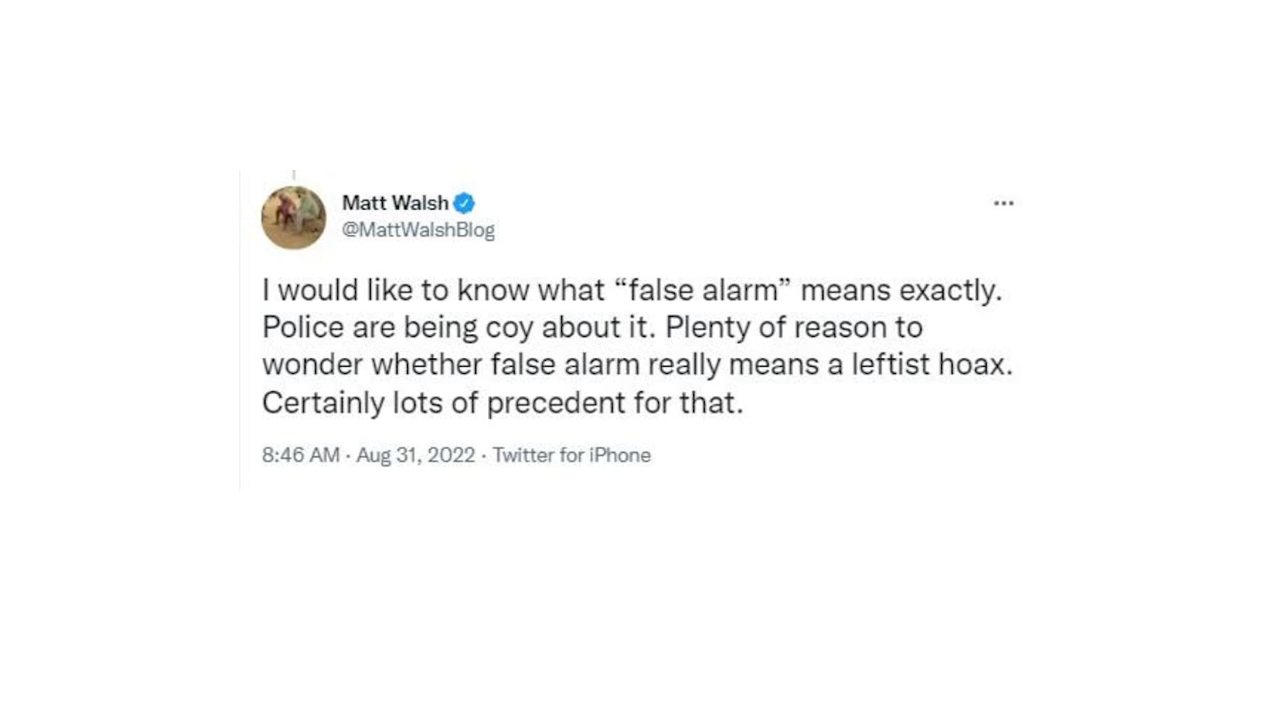 Matt Walsh
@MattWalshBlog
I would like to know what “false alarm” means exactly.
Police are being coy about it. Plenty of reason to
wonder whether false alarm really means a leftist hoax.
Certainly lots of precedent for that.
8:46 AM · Aug 31, 2022 · Twitter for iPhone